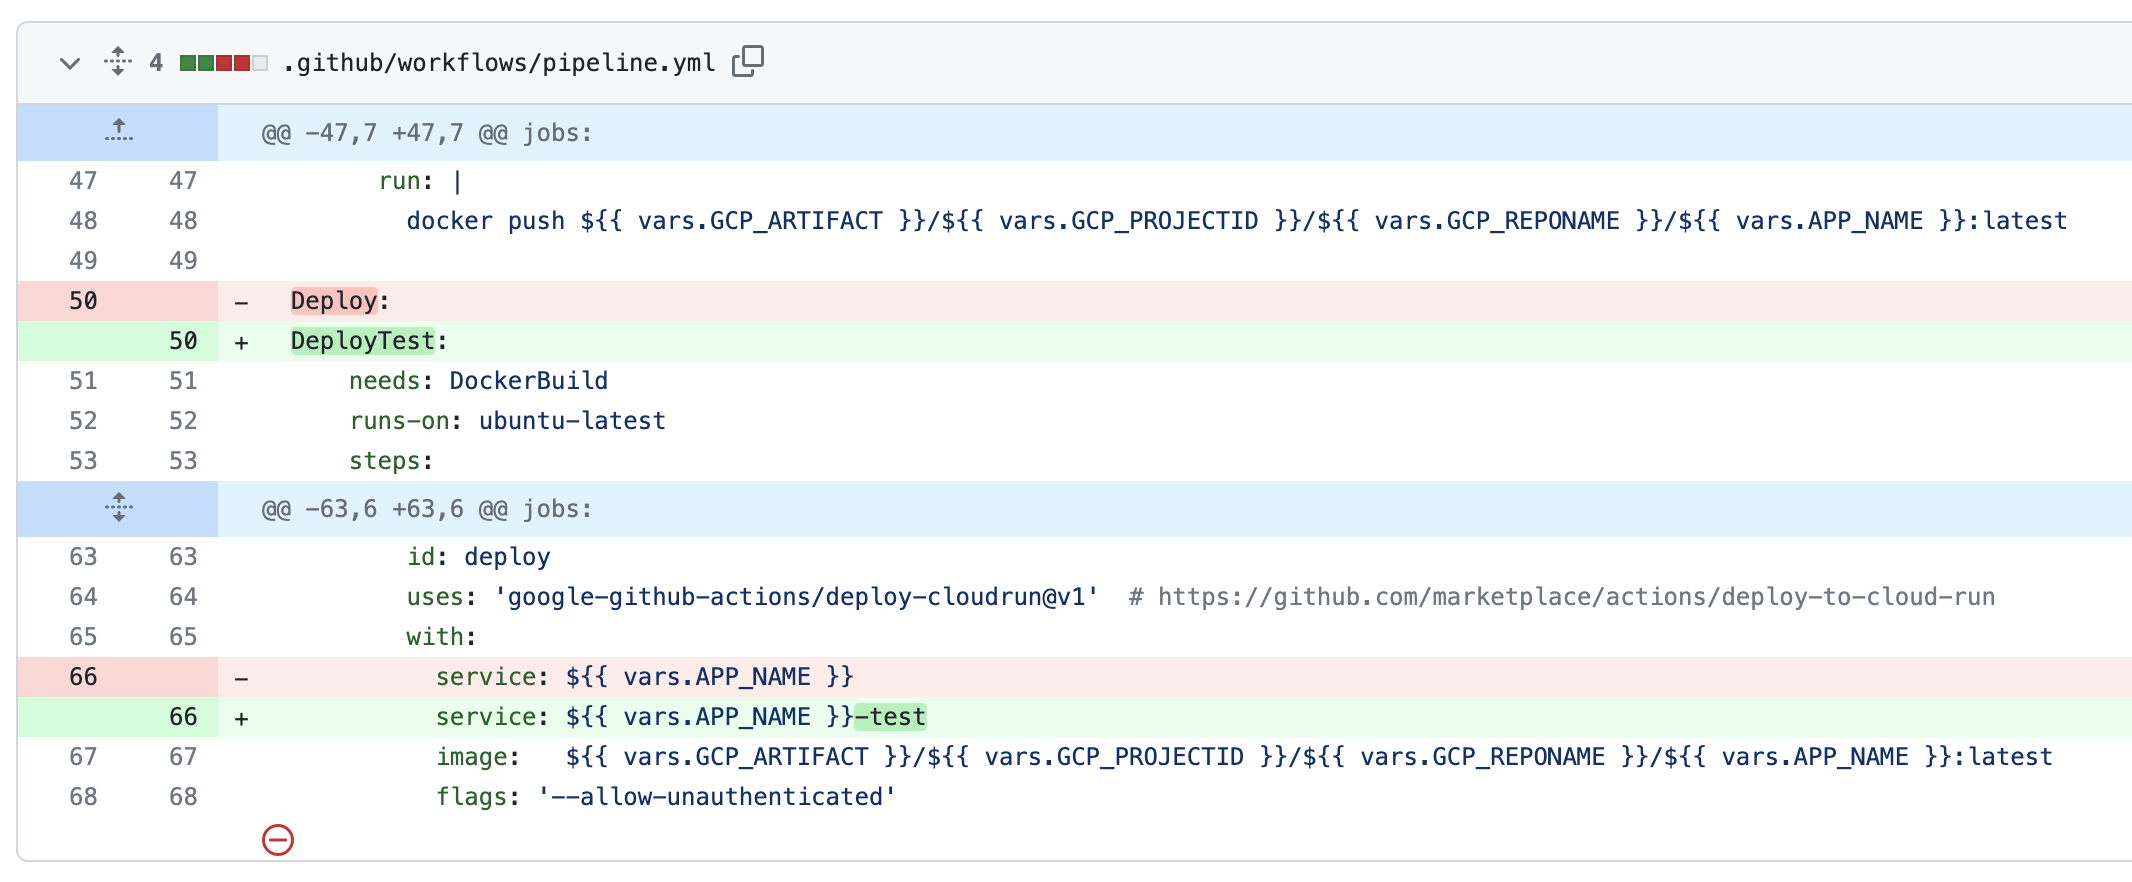 4 .github/workflows/pipeline.yml
@@ -47,7 +47,7 @@ jobs:
47 47 run: |
48 48 docker push ${{ vars.GCP_ARTIFACT }}/${{ vars.GCP_PROJECTID }}/${{ vars.GCP_REPONAME }}/${{ vars.APP_NAME }}:latest
49 49
50 - Deploy:
50 + DeployTest:
51 51 needs: DockerBuild
52 52 runs-on: ubuntu-latest
53 53 steps:
@@ -63,6 +63,6 @@ jobs:
63 63 id: deploy
64 64 uses: 'google-github-actions/deploy-cloudrun@v1' # https://github.com/marketplace/actions/deploy-to-cloud-run
65 65 with:
66 - service: ${{ vars.APP_NAME }}
66 + service: ${{ vars.APP_NAME }}-test
67 67 image: ${{ vars.GCP_ARTIFACT }}/${{ vars.GCP_PROJECTID }}/${{ vars.GCP_REPONAME }}/${{ vars.APP_NAME }}:latest
68 68 flags: '--allow-unauthenticated'